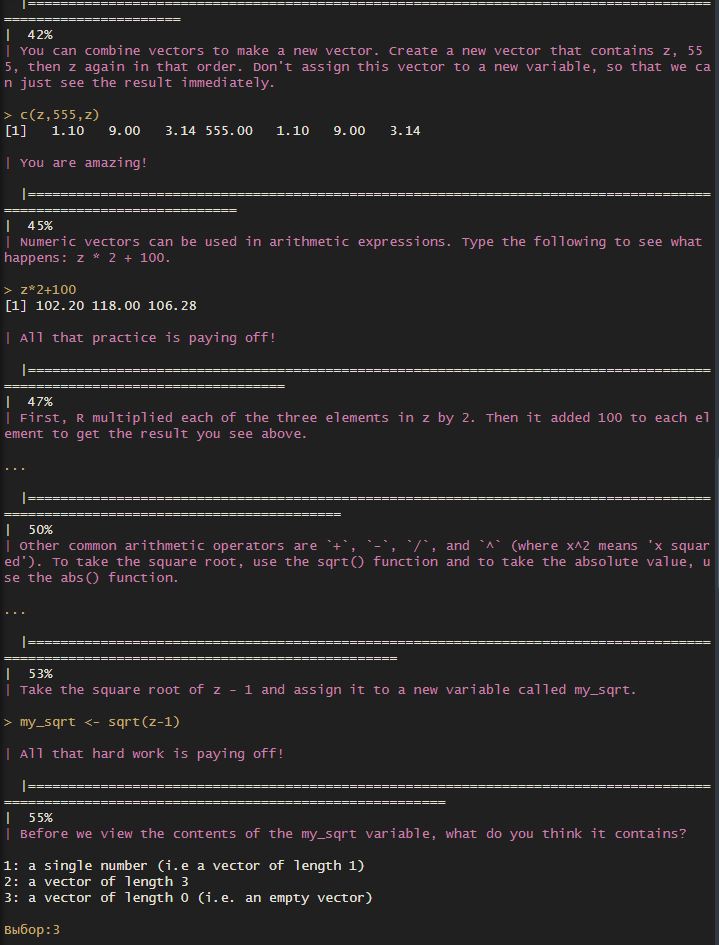 |=====================================================================================
======================
|  42%
| You can combine vectors to make a new vector. Create a new vector that contains z, 55
5, then z again in that order. Don't assign this vector to a new variable, so that we ca
n just see the result immediately.
> c(z,555,z)
[1]   1.10   9.00   3.14 555.00   1.10   9.00   3.14
| You are amazing!
|=====================================================================================
=============================
|  45%
| Numeric vectors can be used in arithmetic expressions. Type the following to see what
happens: z * 2 + 100.
> z*2+100
[1] 102.20 118.00 106.28
| All that practice is paying off!
|=====================================================================================
===================================
|  47%
| First, R multiplied each of the three elements in z by 2. Then it added 100 to each el
ement to get the result you see above.
...
|=====================================================================================
==========================================
|  50%
| Other common arithmetic operators are `+`, `-`, `/`, and `^` (where x^2 means 'x squar
ed'). To take the square root, use the sqrt() function and to take the absolute value, u
se the abs() function.
...
|=====================================================================================
=================================================
|  53%
| Take the square root of z - 1 and assign it to a new variable called my_sqrt.
> my_sqrt <- sqrt(z-1)
| All that hard work is paying off!
|=====================================================================================
=======================================================
|  55%
| Before we view the contents of the my_sqrt variable, what do you think it contains?
1: a single number (i.e a vector of length 1)
2: a vector of length 3
3: a vector of length 0 (i.e. an empty vector)
Выбор:3